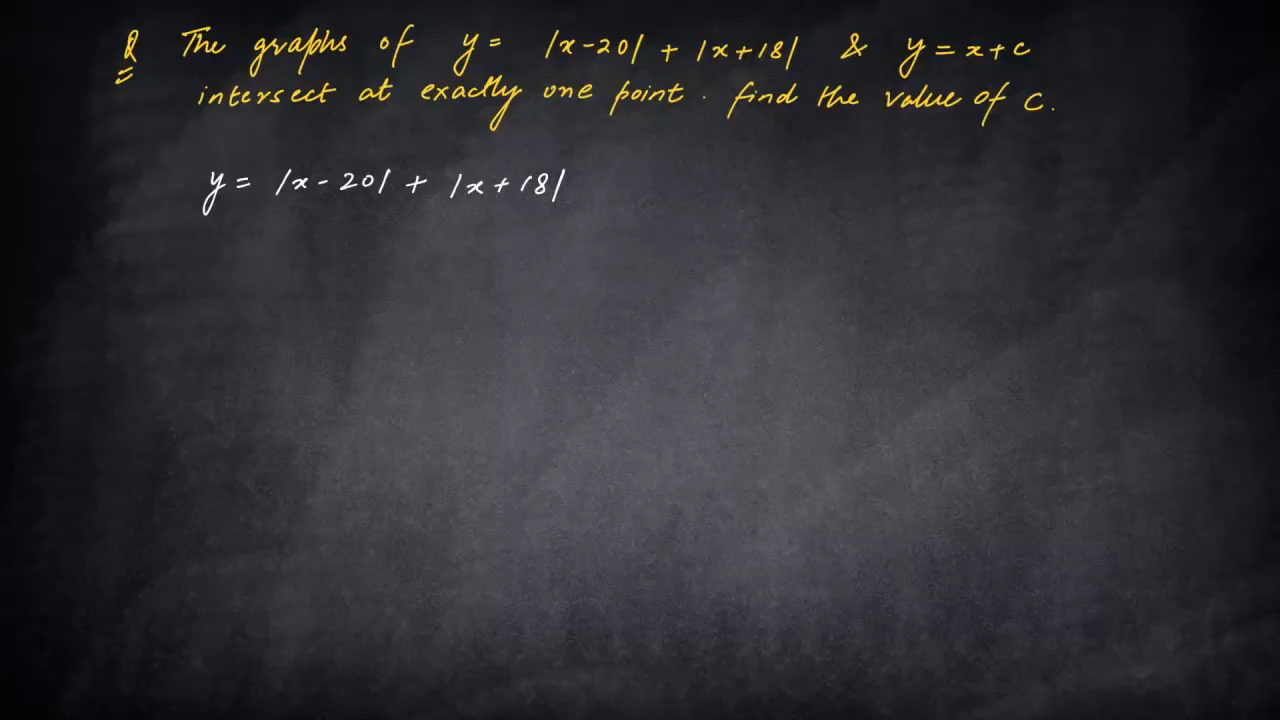 Q The graphs of y = |x-20| + |x+18| & y = x+c
intersect at exactly one point. find the value of c.
y = |x-20| + |x+18|